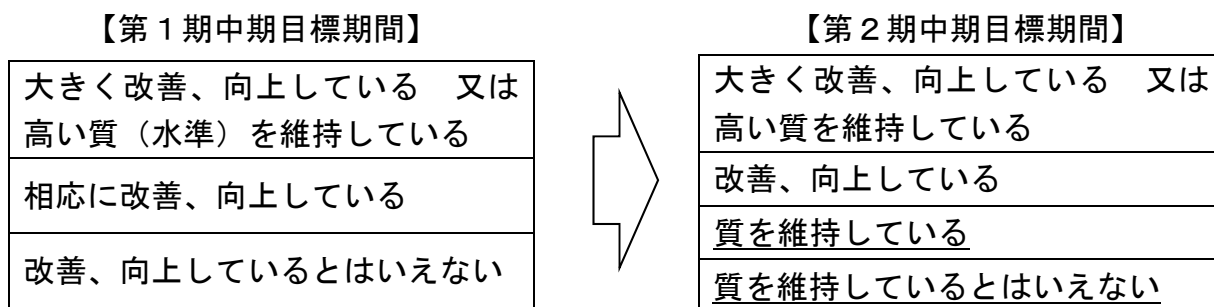 【第1期中期目標期間】
大きく改善、向上している　又は
高い質（水準）を維持している
相応に改善、向上している
改善、向上しているとはいえない
【第2期中期目標期間】
大きく改善、向上している　又は
高い質を維持している
改善、向上している
質を維持している
質を維持しているとはいえない